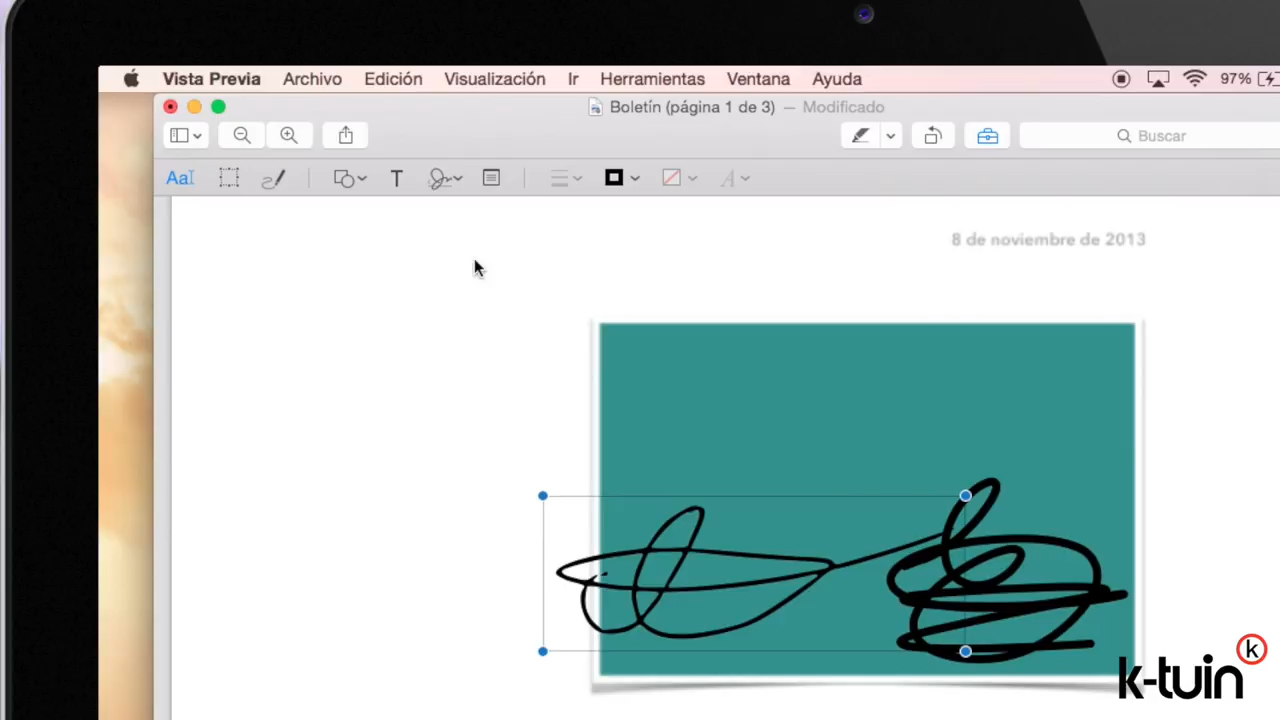 Vista Previa Archivo Edición Visualización Ir Herramientas Ventana Ayuda 97%
Boletín (página 1 de 3) — Modificado
Buscar
AaI T A
8 de noviembre de 2013
k
k-tuin